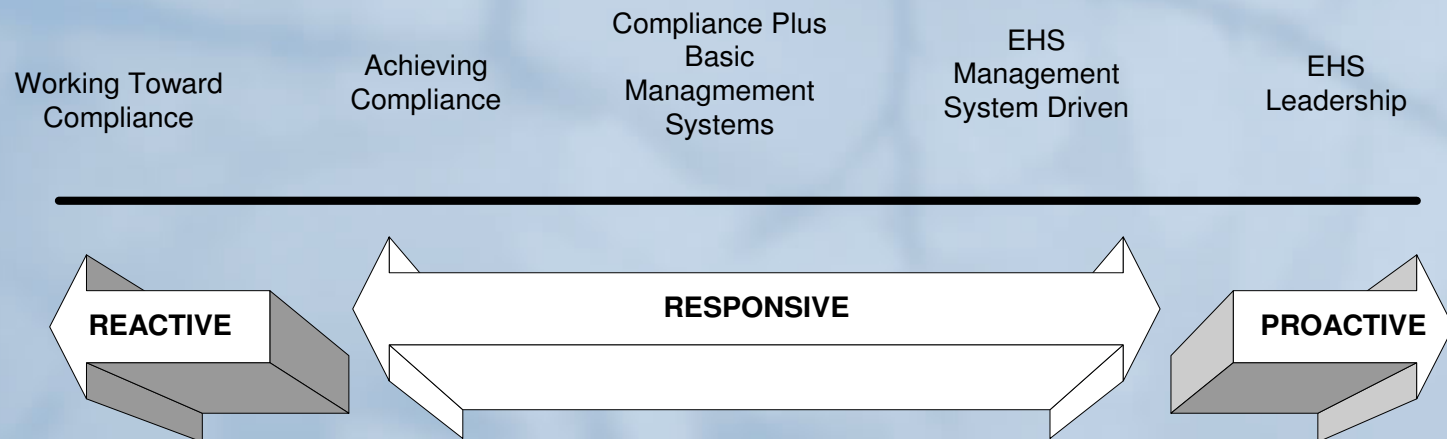 Working Toward
Compliance
Achieving
Compliance
Compliance Plus
Basic
Managmement
Systems
EHS
Management
System Driven
EHS
Leadership
REACTIVE
RESPONSIVE
PROACTIVE